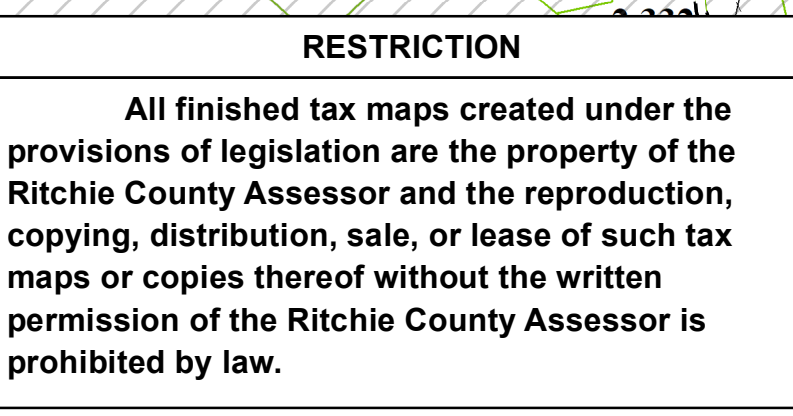 RESTRICTION
All finished tax maps created under the
provisions of legislation are the property of the
Ritchie County Assessor and the reproduction,
copying, distribution, sale, or lease of such tax
maps or copies thereof without the written
permission of the Ritchie County Assessor is
prohibited by law.